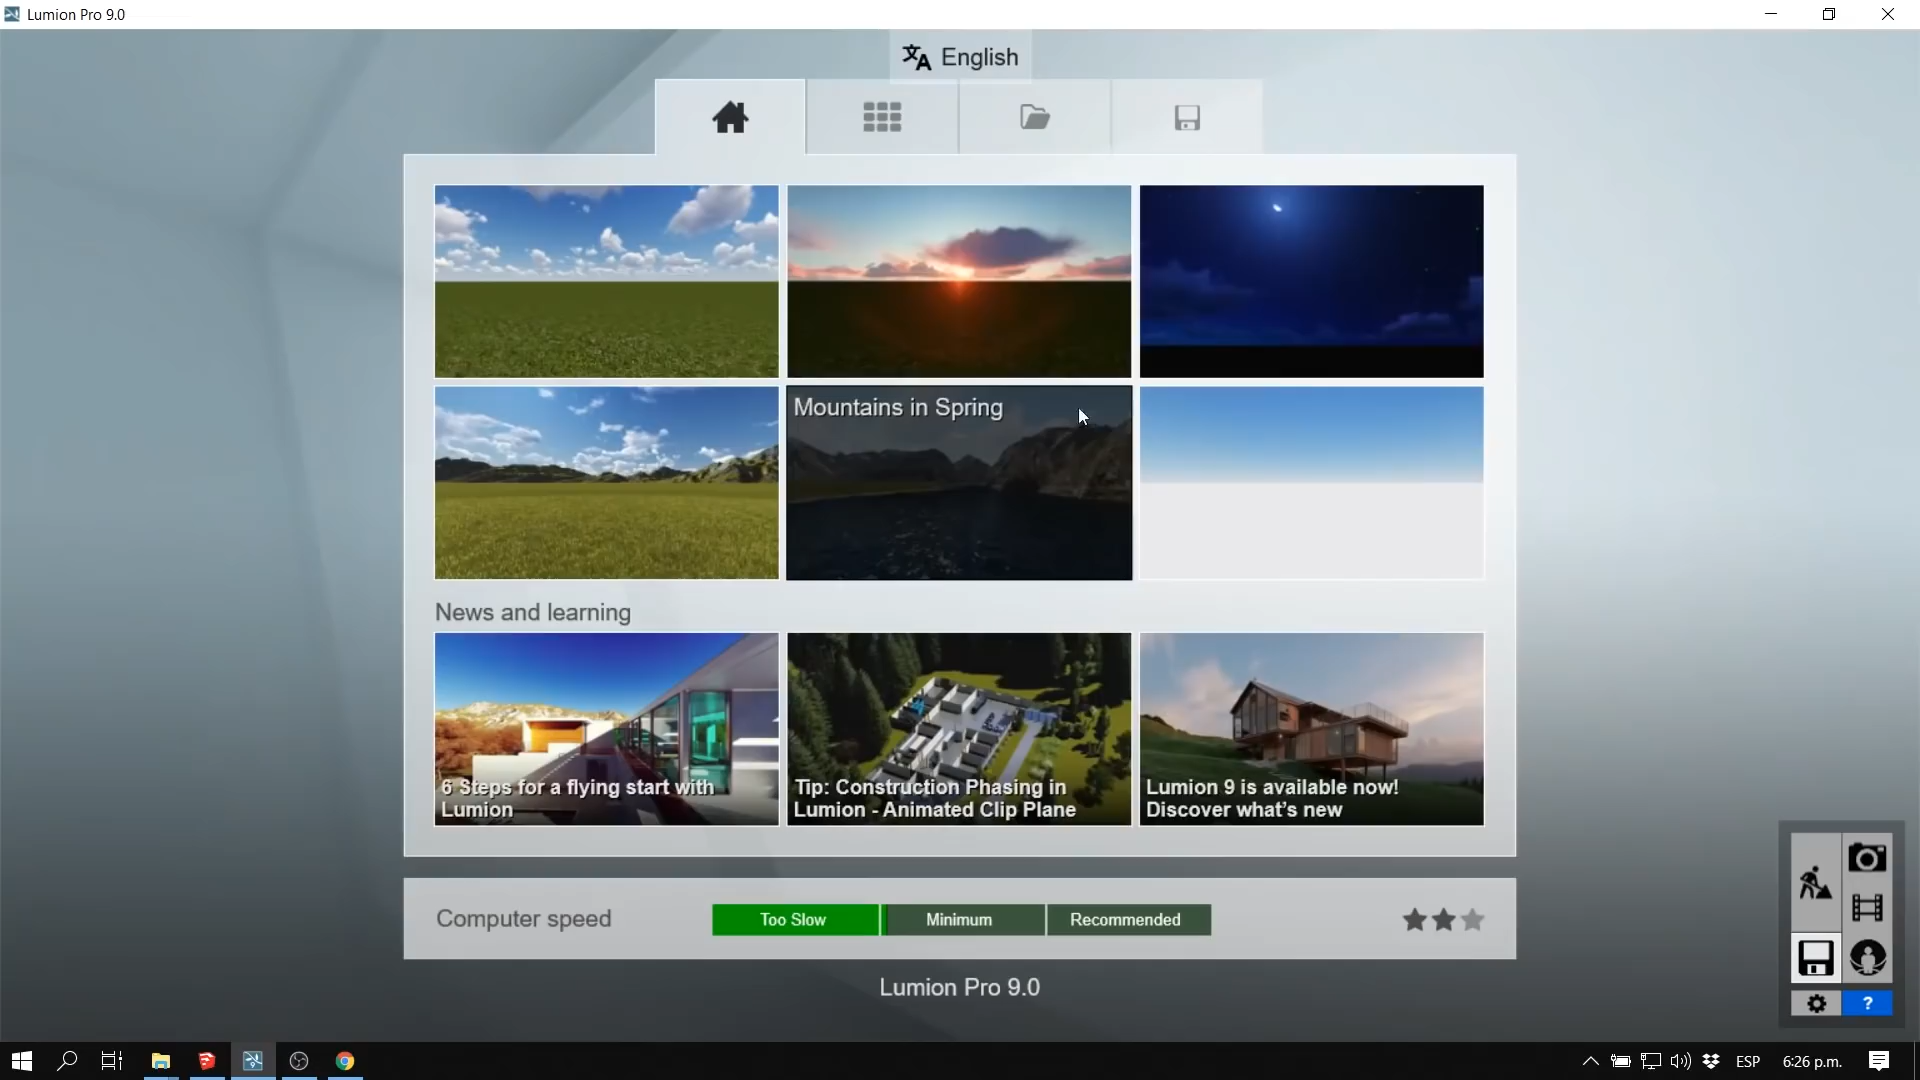 Lumion Pro 9.0
English
Mountains in Spring
News and learning
6 Steps for a flying start with
Lumion
Tip: Construction Phasing in
Lumion - Animated Clip Plane
Lumion 9 is available now!
Discover what's new
Computer speed
Too Slow
Minimum
Recommended
Lumion Pro 9.0
?
ESP
6:26 p.m.